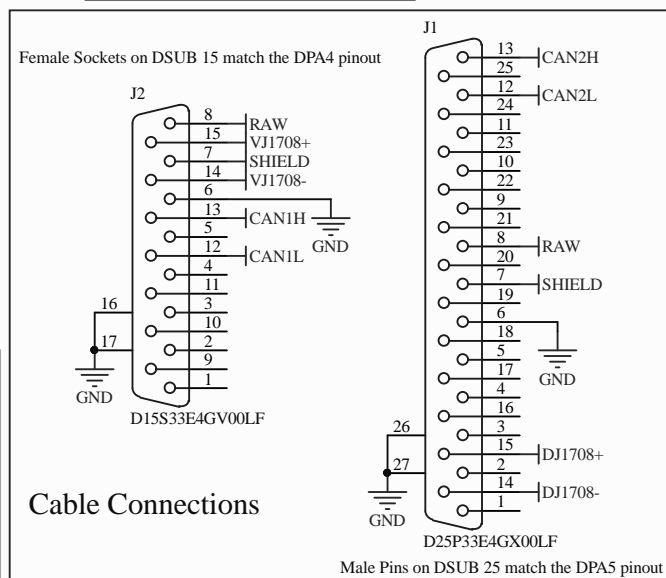 Female Sockets on DSUB 15 match the DPA4 pinout
J2
8 RAW
15 VJ1708+
7 SHIELD
14 VJ1708-
6
GND
13 CAN1H
5
12 CAN1L
4
11
3
10
2
9
1
16
17
GND
D15S33E4GV00LF
Cable Connections
J1
13 CAN2H
25
12 CAN2L
24
11
23
10
22
9
21
8 RAW
20
7 SHIELD
19
6
GND
18
5
17
4
16
3
15 DJ1708+
2
14 DJ1708-
1
26
27
GND
D25P33E4GX00LF
Male Pins on DSUB 25 match the DPA5 pinout